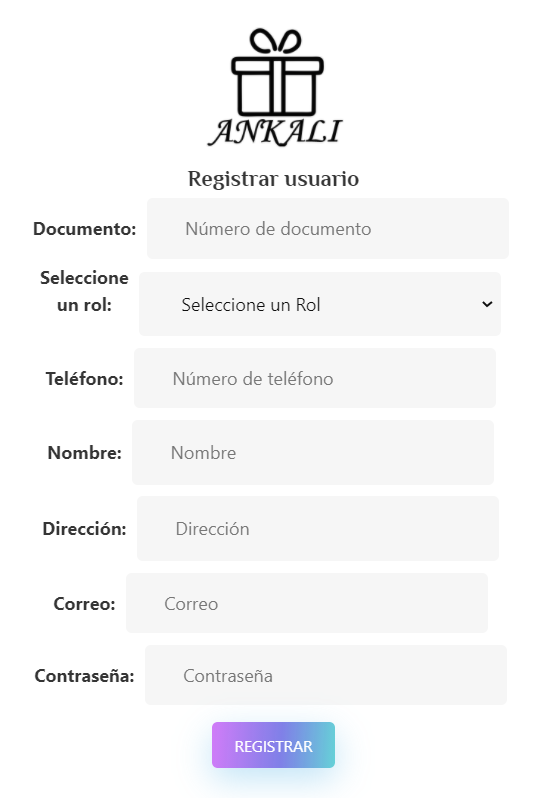 ANKALI
Registrar usuario
Documento: Número de documento
Seleccione
un rol: Seleccione un Rol
Teléfono: Número de teléfono
Nombre: Nombre
Dirección: Dirección
Correo: Correo
Contraseña: Contraseña
REGISTRAR